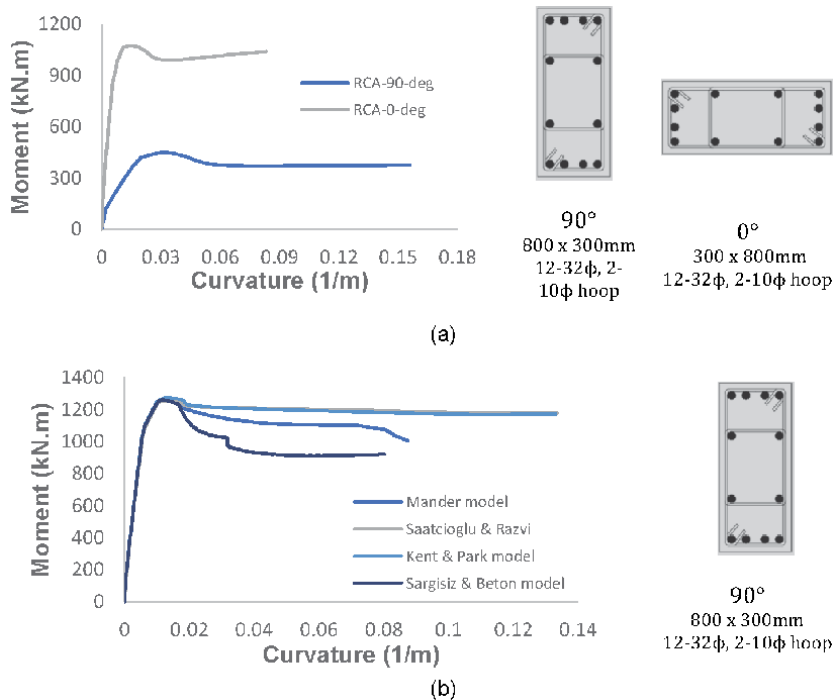 1200
900
600
300
0
Moment (kN.m)
RCA-90-deg
RCA-0-deg
0 0.03 0.06 0.09 0.12 0.15 0.18
Curvature (1/m)
90°
800 x 300mm
12-32ϕ, 2-
10ϕ hoop
0°
300 x 800mm
12-32ϕ, 2-10ϕ hoop
(a)
1400
1200
1000
800
600
400
200
0
Moment (kN.m)
Mander model
Saatcioglu & Razvi
Kent & Park model
Sargisiz & Beton model
0 0.02 0.04 0.06 0.08 0.1 0.12 0.14
Curvature (1/m)
90°
800 x 300mm
12-32ϕ, 2-10ϕ hoop
(b)